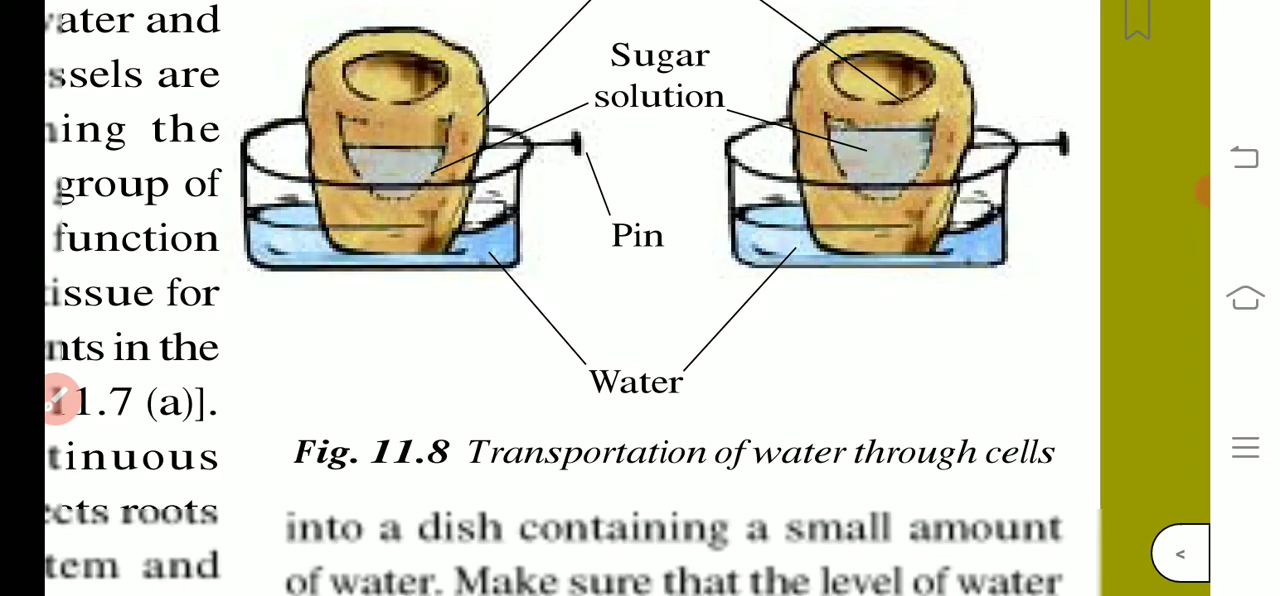 ater and
ssels are
ing the
group of
function
issue for
nts in the
1.7 (a)].
tinuous
cts roots
tem and
Sugar
solution
Pin
Water
Fig. 11.8 Transportation of water through cells
into a dish containing a small amount
of water. Make sure that the level of water